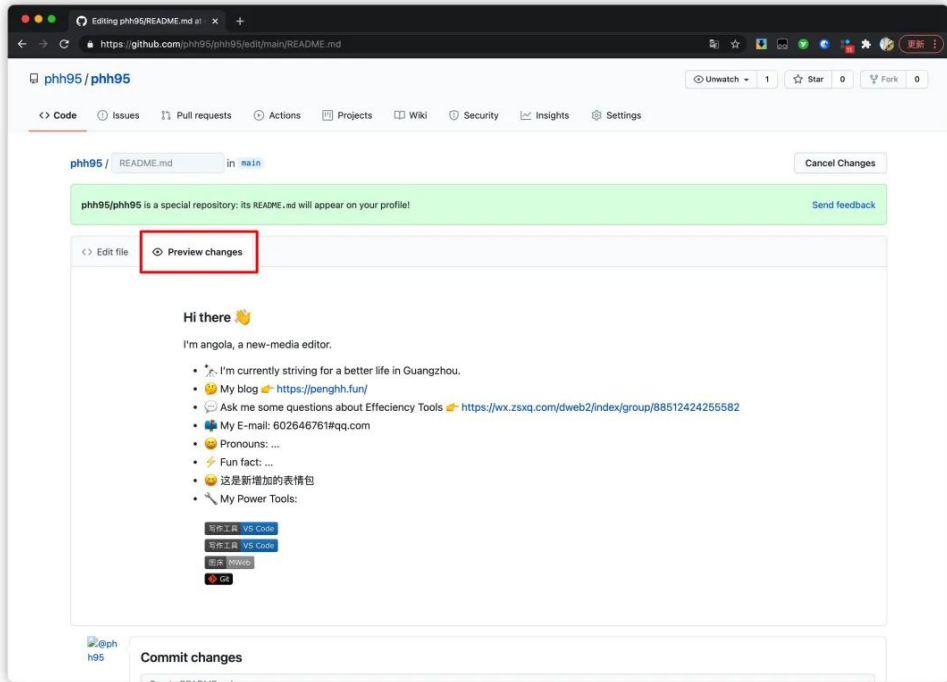 Editing phh95/README.md at
https://github.com/phh95/phh95/edit/main/README.md
更新
phh95 / phh95
Unwatch 1 Star 0 Fork 0
Code Issues Pull requests Actions Projects Wiki Security Insights Settings
phh95 / README.md in main Cancel Changes
phh95/phh95 is a special repository: its README.md will appear on your profile! Send feedback
Edit file Preview changes
Hi there 👋
I'm angola, a new-media editor.
🔭 I'm currently striving for a better life in Guangzhou.
🤔 My blog 👉 https://penghh.fun/
💬 Ask me some questions about Effeciency Tools 👉 https://wx.zsxq.com/dweb2/index/group/88512424255582
📫 My E-mail: 602646761#qq.com
😄 Pronouns: ...
⚡ Fun fact: ...
😄 这是新增加的表情包
🔧 My Power Tools:
写作工具 VS Code
写作工具 VS Code
图床 MWeb
Git
@ph
h95
Commit changes